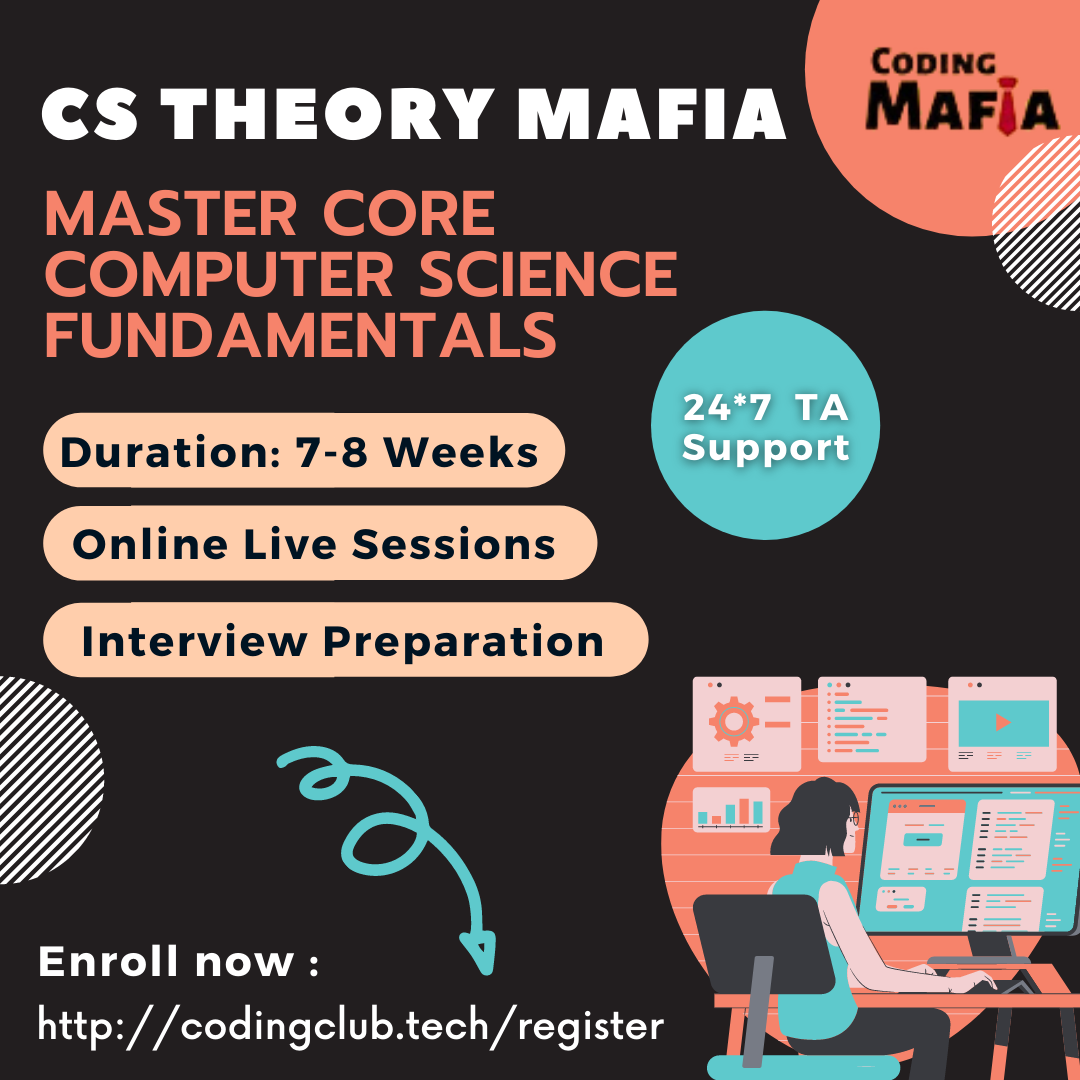 CODING
MAFIA
CS THEORY MAFIA
MASTER CORE
COMPUTER SCIENCE
FUNDAMENTALS
24*7 TA
Support
Duration: 7-8 Weeks
Online Live Sessions
Interview Preparation
Enroll now :
http://codingclub.tech/register